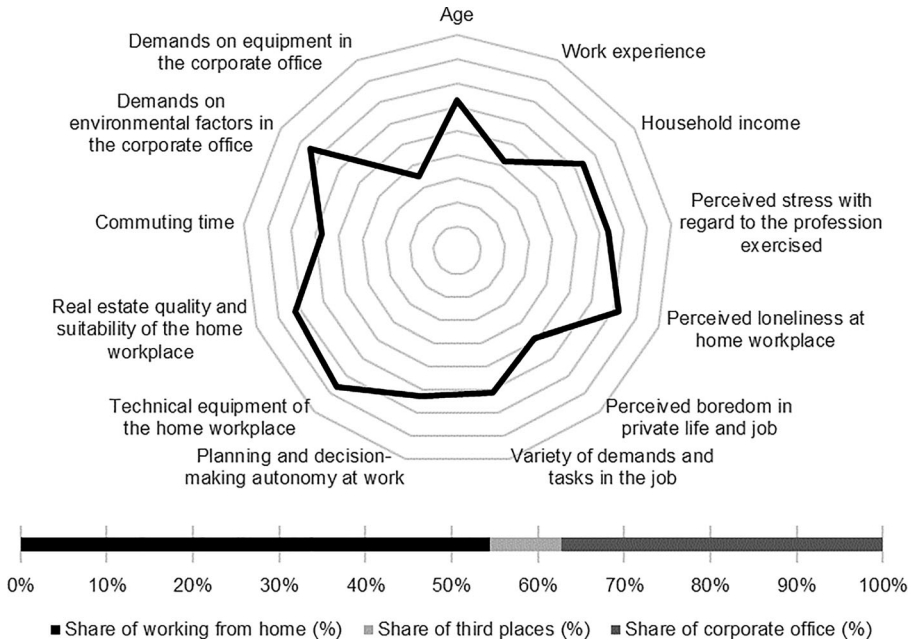 Age
Work experience
Household income
Perceived stress with
regard to the profession
exercised
Perceived loneliness at
home workplace
Perceived boredom in
private life and job
Variety of demands and
tasks in the job
Planning and decision-
making autonomy at work
Technical equipment of
the home workplace
Real estate quality and
suitability of the home
workplace
Commuting time
Demands on
environmental factors in
the corporate office
Demands on equipment in
the corporate office
0% 10% 20% 30% 40% 50% 60% 70% 80% 90% 100%
Share of working from home (%) Share of third places (%) Share of corporate office (%)